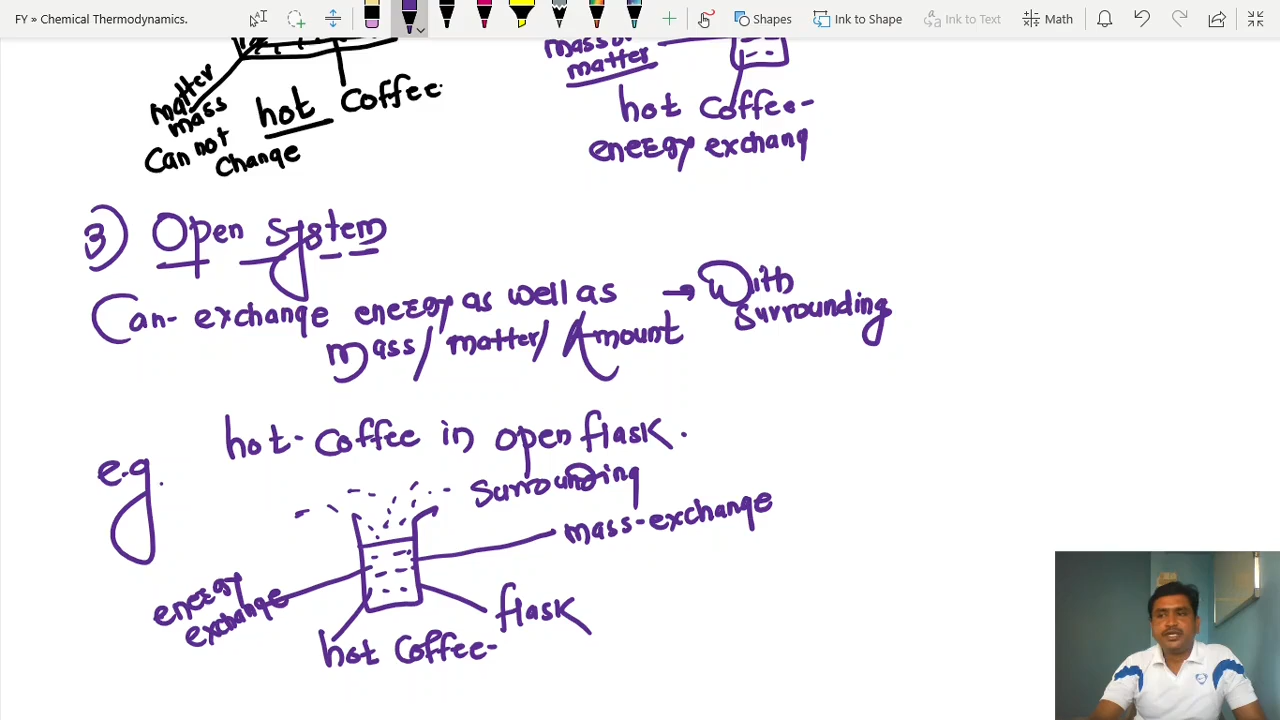 FY » Chemical Thermodynamics.
Shapes
Ink to Shape
Ink to Text
Math
matter
mass
Can not
change
hot Coffee
mass or
matter
hot Coffee-
energy exchang
3) Open System
Can- exchange energy as well as → With
surrounding
mass/ matter/ Amount
e.g. hot- coffee in open flask.
surrounding
mass-exchange
energy
exchange
flask
hot Coffee-